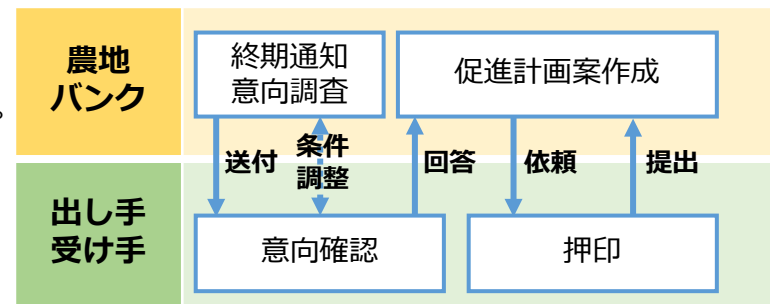 農地
バンク
終期通知
意向調査
促進計画案作成
。
送付
条件
調整
回答
依頼
提出
出し手
受け手
意向確認
押印